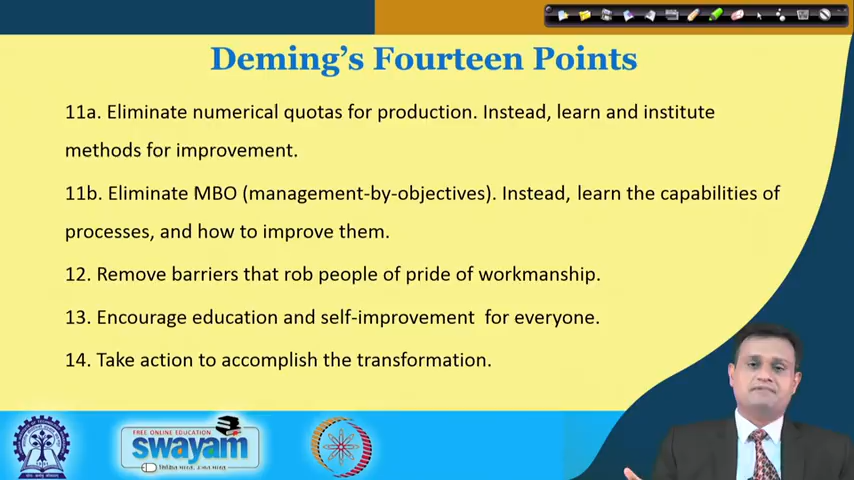 Deming's Fourteen Points
11a. Eliminate numerical quotas for production. Instead, learn and institute
methods for improvement.
11b. Eliminate MBO (management-by-objectives). Instead, learn the capabilities of
processes, and how to improve them.
12. Remove barriers that rob people of pride of workmanship.
13. Encourage education and self-improvement for everyone.
14. Take action to accomplish the transformation.
FREE ONLINE EDUCATION
swayam